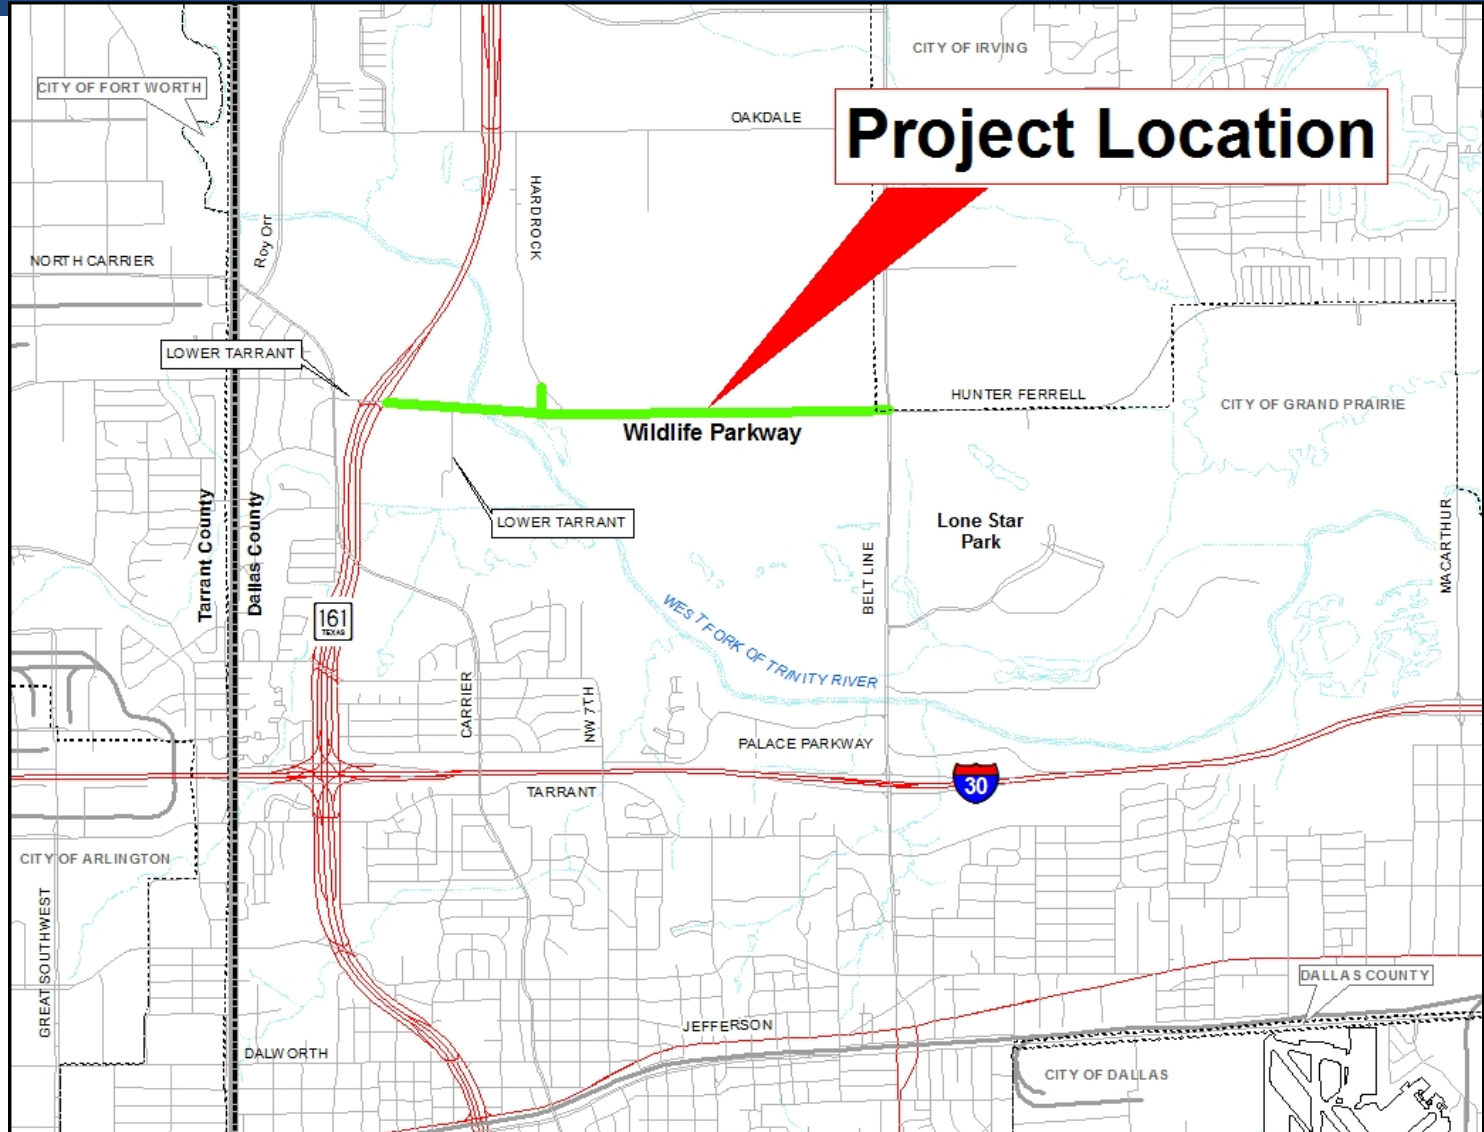 CITY OF IRVING
CITY OF FORT WORTH
OAKDALE
Project Location
HARDROCK
Roy Orr
NORTH CARRIER
LOWER TARRANT
HUNTER FERRELL
CITY OF GRAND PRAIRIE
Wildlife Parkway
LOWER TARRANT
Lone Star
Park
Tarrant County
Dallas County
BELT LINE
MACARTHUR
161
TEXAS
WEST FORK OF TRINITY RIVER
CARRIER
NW 7TH
PALACE PARKWAY
30
TARRANT
CITY OF ARLINGTON
GREAT SOUTHWEST
DALLAS COUNTY
JEFFERSON
DALWORTH
CITY OF DALLAS